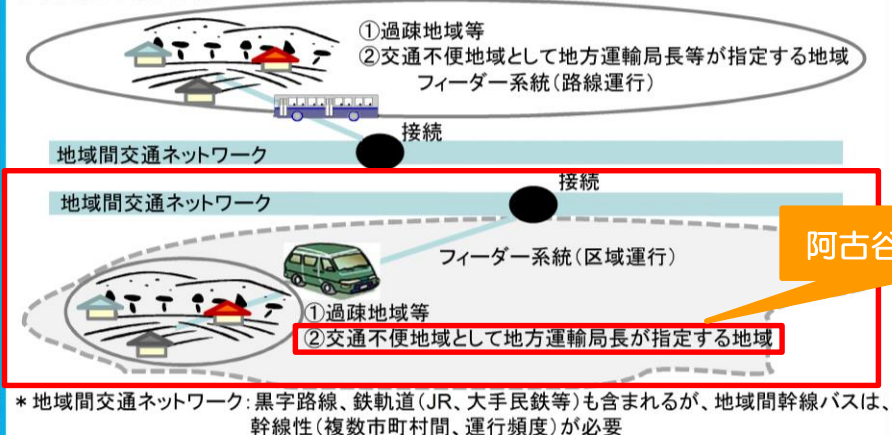 ①過疎地域等
②交通不便地域として地方運輸局長等が指定する地域
フィーダー系統(路線運行)
接続
地域間交通ネットワーク
接続
地域間交通ネットワーク
フィーダー系統(区域運行)
阿古谷
①過疎地域等
②交通不便地域として地方運輸局長が指定する地域
*地域間交通ネットワーク:黒字路線、鉄軌道(JR、大手民鉄等)も含まれるが、地域間幹線バスは、
幹線性(複数市町村間、運行頻度)が必要